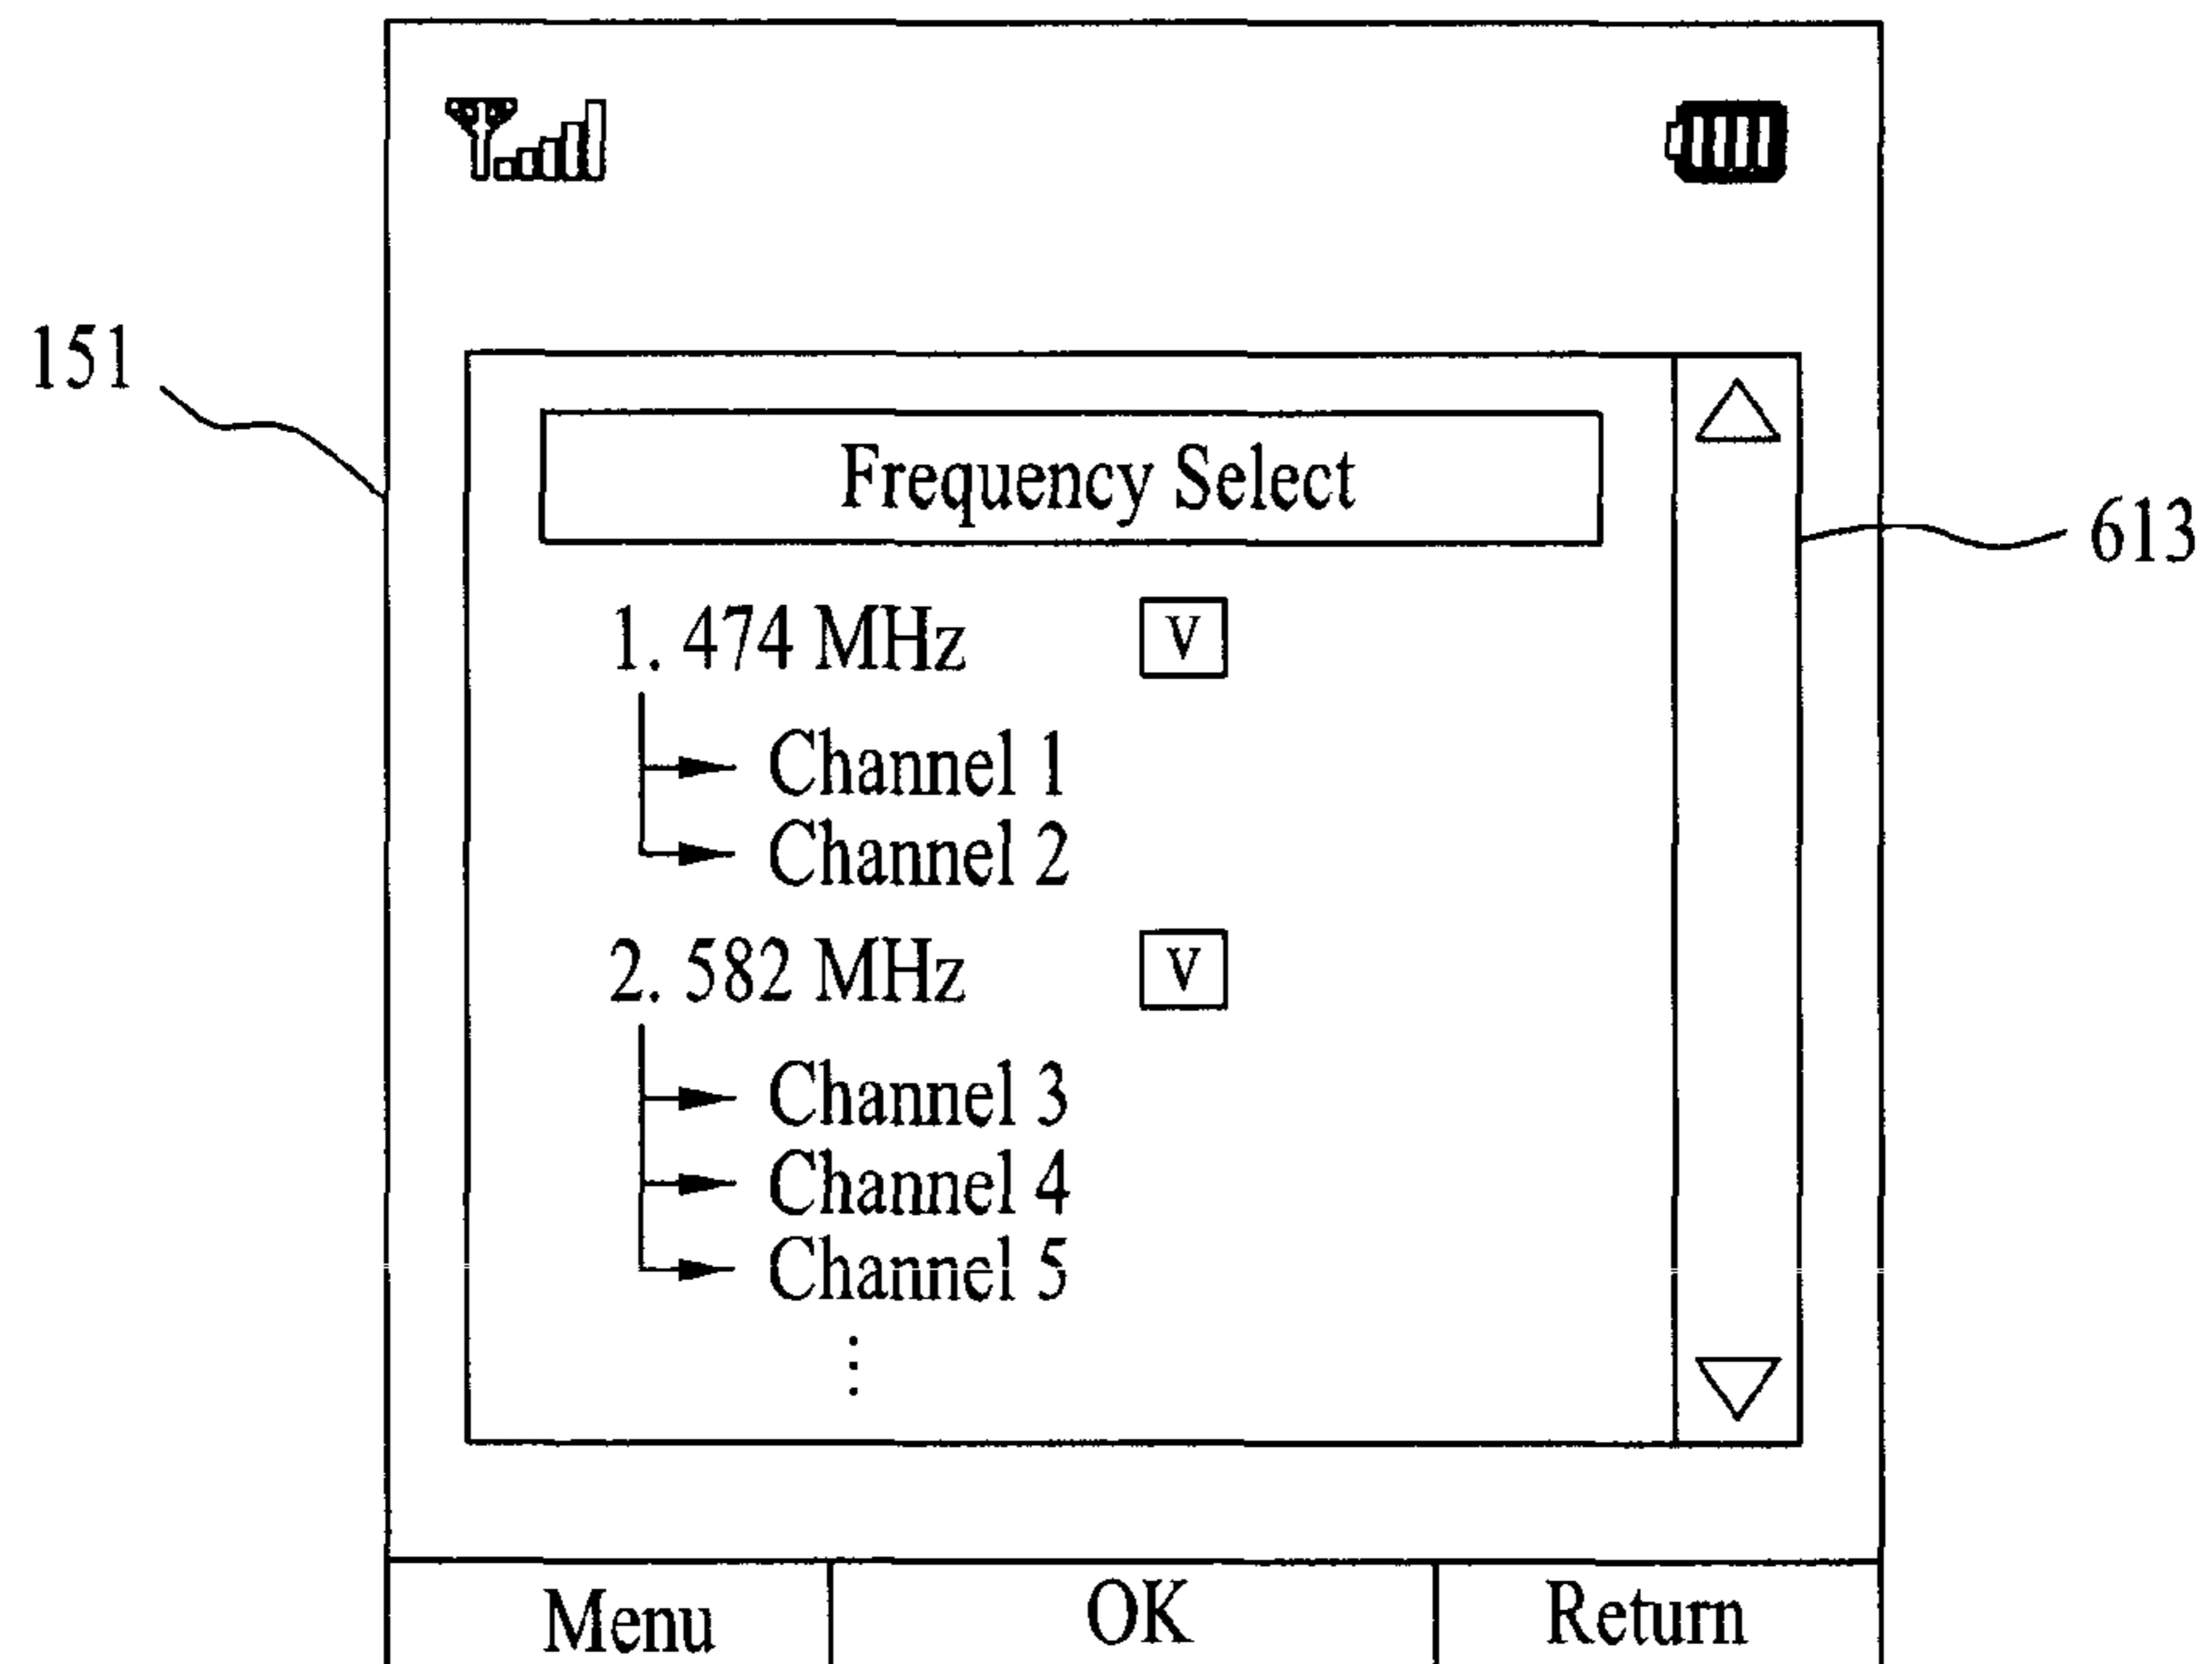 151
Frequency Select
613
1. 474 MHz V
Channel 1
Channel 2
2. 582 MHz V
Channel 3
Channel 4
Channel 5
⋮
Menu OK Return